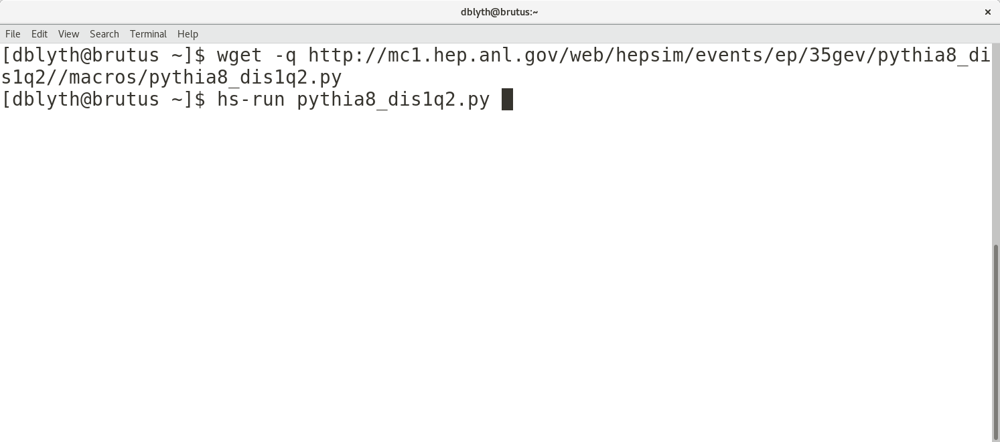 dblyth@brutus:~ ×
File Edit View Search Terminal Help
[dblyth@brutus ~]$ wget -q http://mc1.hep.anl.gov/web/hepsim/events/ep/35gev/pythia8_di
s1q2//macros/pythia8_dis1q2.py
[dblyth@brutus ~]$ hs-run pythia8_dis1q2.py